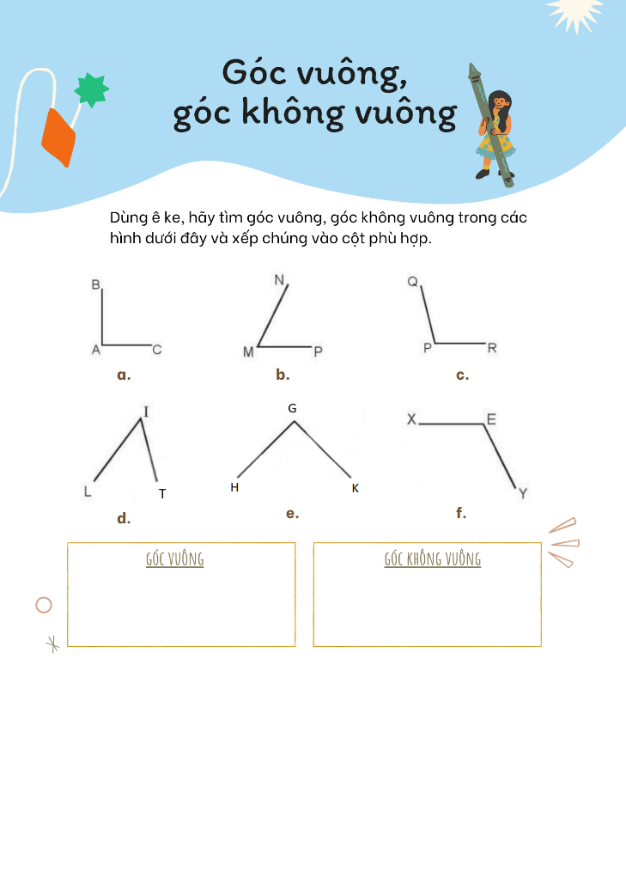 Góc vuông,
góc không vuông
Dùng ê ke, hãy tìm góc vuông, góc không vuông trong các
hình dưới đây và xếp chúng vào cột phù hợp.
B
A
C
a.
N
M
P
b.
Q
P
R
c.
I
L
T
d.
G
H
K
e.
X
E
Y
f.
GÓC VUÔNG
GÓC KHÔNG VUÔNG